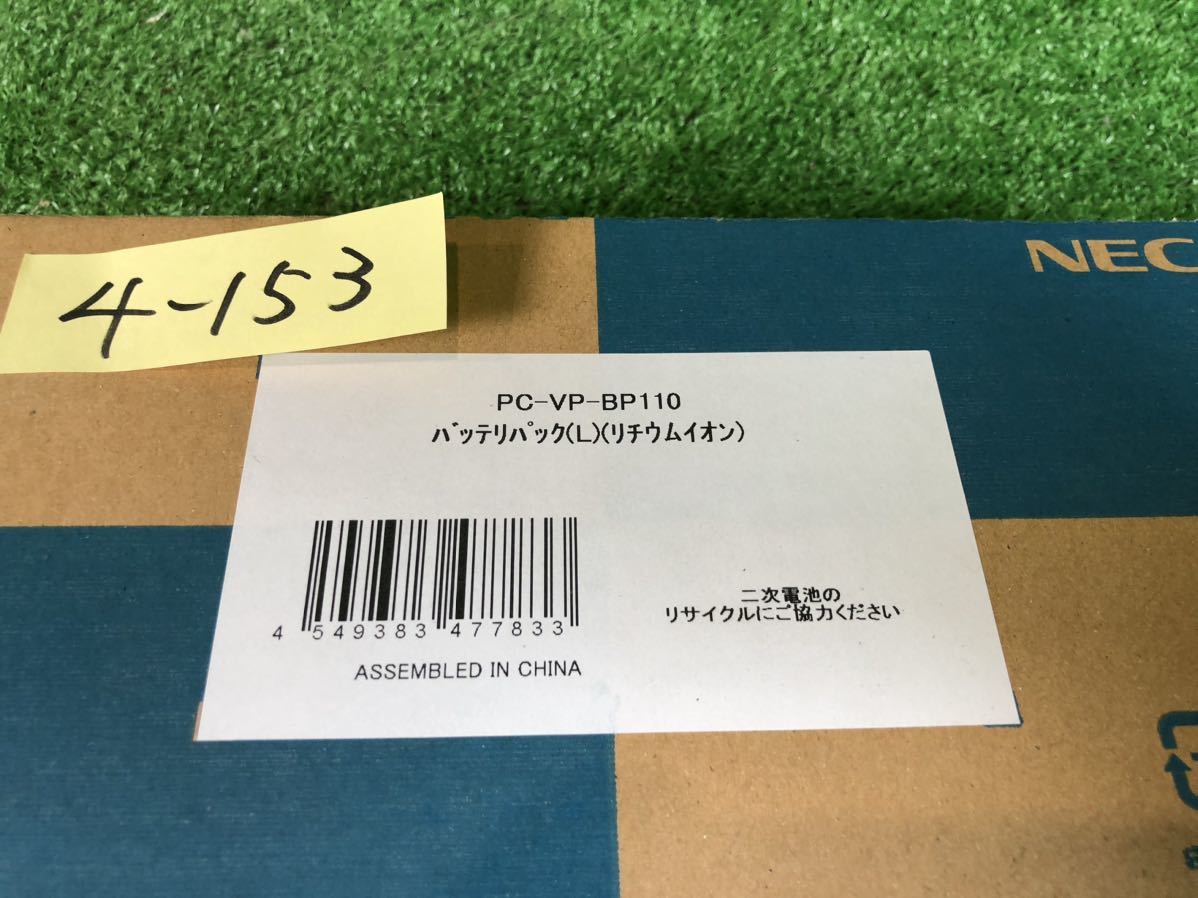 NEC
4-153
PC-VP-BP110
バッテリパック(L)(リチウムイオン)
4 549383 477833
二次電池の
リサイクルにご協力ください
ASSEMBLED IN CHINA